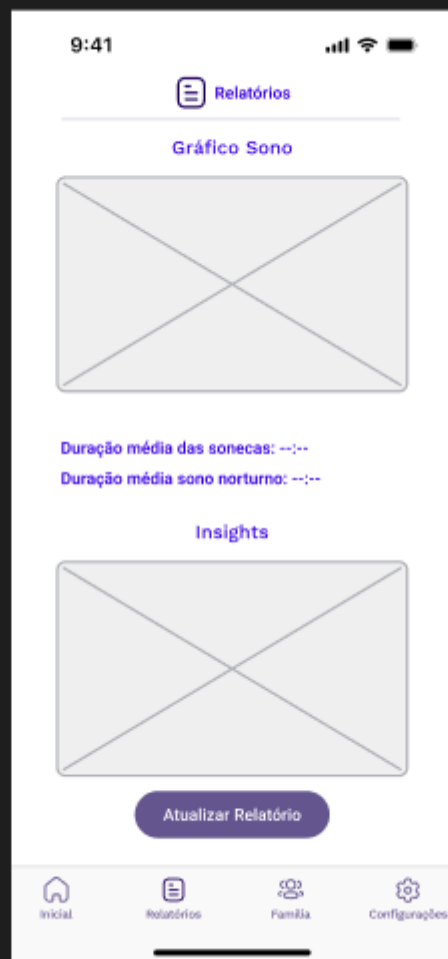 9:41
Relatórios
Gráfico Sono
Duração média das sonecas: --:--
Duração média sono norturno: --:--
Insights
Atualizar Relatório
Inicial
Relatórios
Família
Configurações